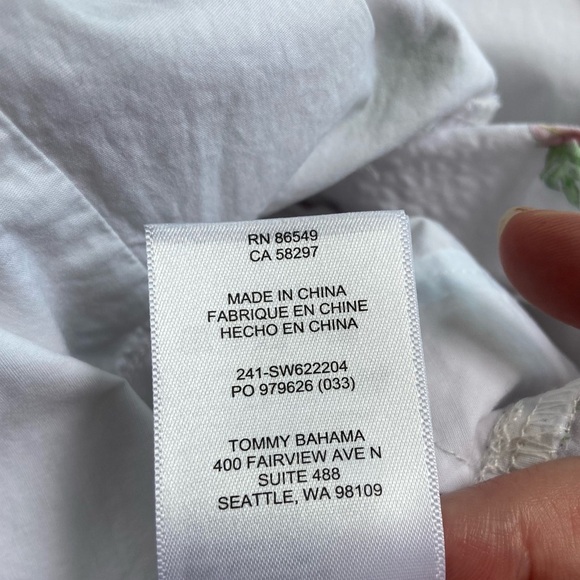 RN 86549
CA 58297
MADE IN CHINA
FABRIQUE EN CHINE
HECHO EN CHINA
241-SW622204
PO 979626 (033)
TOMMY BAHAMA
400 FAIRVIEW AVE N
SUITE 488
SEATTLE, WA 98109